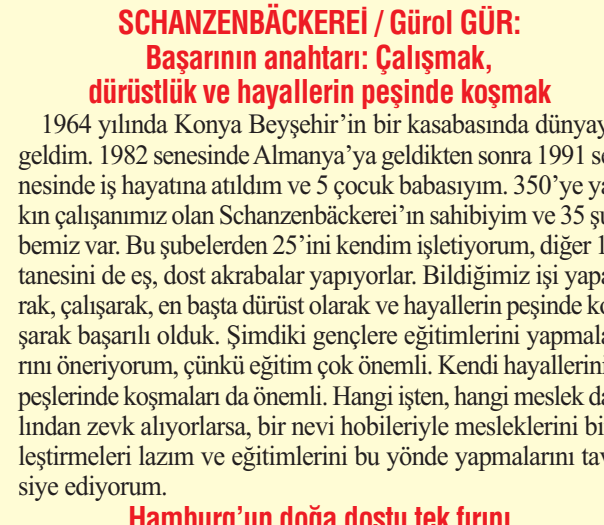 SCHANZENBÄCKEREİ / Gürol GÜR:
Başarının anahtarı: Çalışmak,
dürüstlük ve hayallerin peşinde koşmak
1964 yılında Konya Beyşehir’in bir kasabasında dünyay
geldim. 1982 senesinde Almanya’ya geldikten sonra 1991 se
nesinde iş hayatına atıldım ve 5 çocuk babasıyım. 350’ye ya
kın çalışanımız olan Schanzenbäckerei’ın sahibiyim ve 35 şu
bemiz var. Bu şubelerden 25’ini kendim işletiyorum, diğer 1
tanesini de eş, dost akrabalar yapıyorlar. Bildiğimiz işi yapa
rak, çalışarak, en başta dürüst olarak ve hayallerin peşinde ko
şarak başarılı olduk. Şimdiki gençlere eğitimlerini yapmala
rını öneriyorum, çünkü eğitim çok önemli. Kendi hayallerini
peşlerinde koşmaları da önemli. Hangi işten, hangi meslek da
lından zevk alıyorlarsa, bir nevi hobileriyle mesleklerini bi
leştirmeleri lazım ve eğitimlerini bu yönde yapmalarını tav
siye ediyorum.
Hamburg’un doğa dostu tek fırını